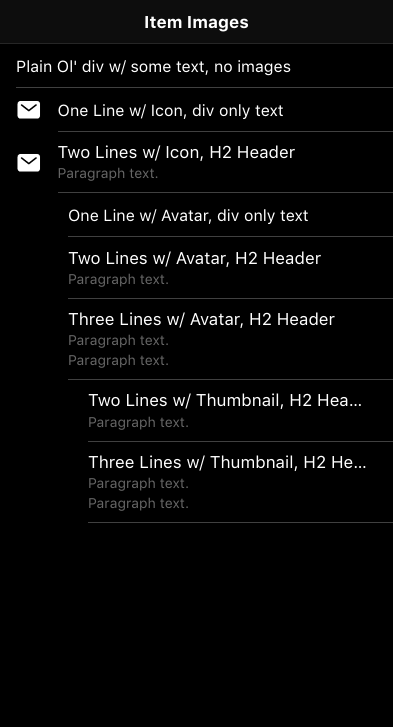 Item Images
Plain Ol' div w/ some text, no images
One Line w/ Icon, div only text
Two Lines w/ Icon, H2 Header
Paragraph text.
One Line w/ Avatar, div only text
Two Lines w/ Avatar, H2 Header
Paragraph text.
Three Lines w/ Avatar, H2 Header
Paragraph text.
Paragraph text.
Two Lines w/ Thumbnail, H2 Hea...
Paragraph text.
Three Lines w/ Thumbnail, H2 He...
Paragraph text.
Paragraph text.